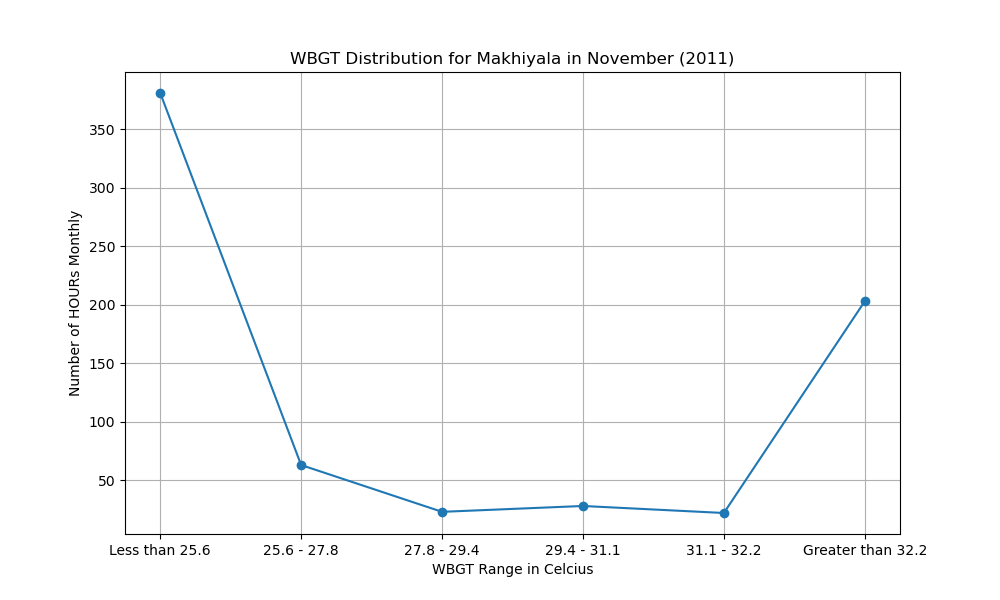 WBGT Distribution for Makhiyala in November (2011)
Number of HOURs Monthly
350
300
250
200
150
100
50
Less than 25.6
25.6 - 27.8
27.8 - 29.4
29.4 - 31.1
31.1 - 32.2
Greater than 32.2
WBGT Range in Celcius